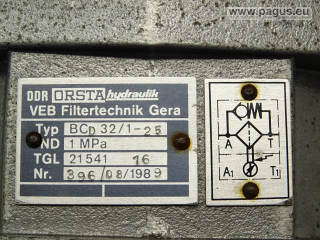 © www.pagus.eu
DDR ORSTA hydraulik
VEB Filtertechnik Gera
Typ BCD 32/1-25
ND 1 MPa
TGL 21541 16
Nr. 396/08/1989
A T
A1 T1